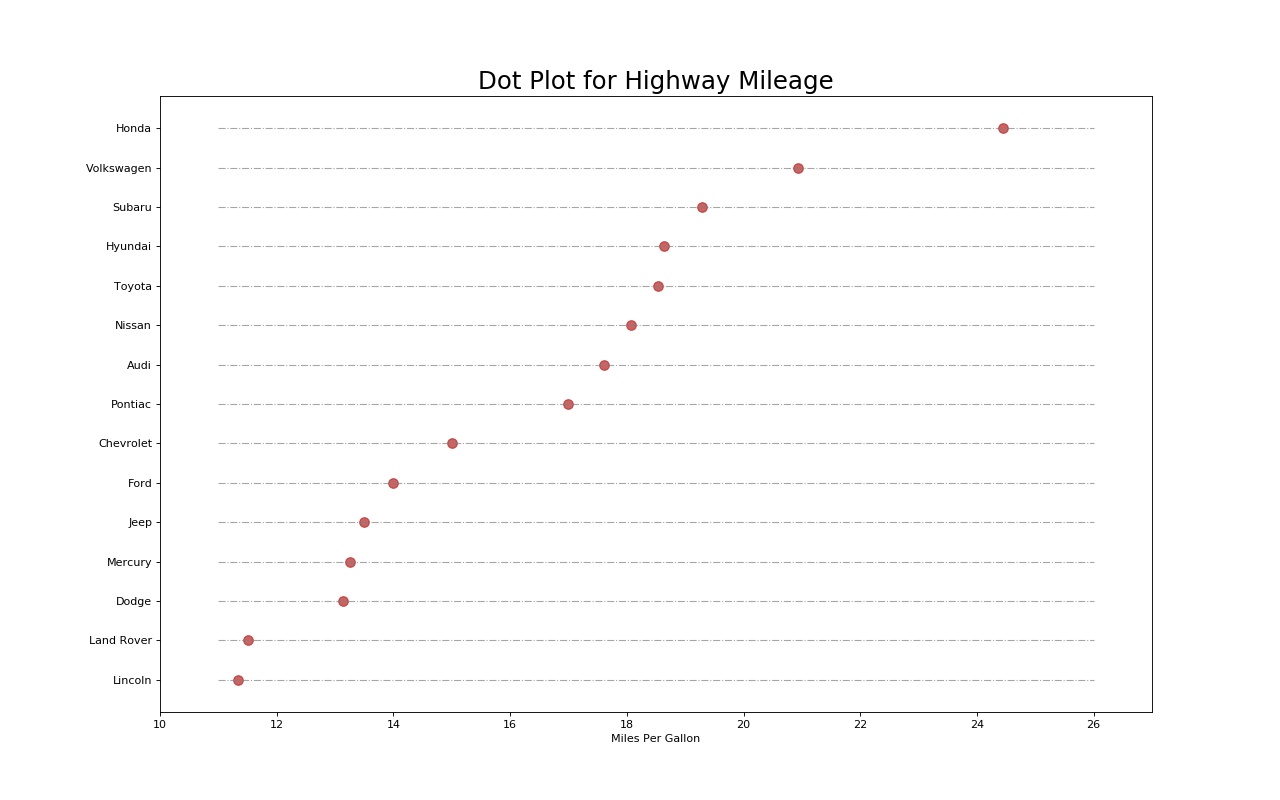 Dot Plot for Highway Mileage
Honda
Volkswagen
Subaru
Hyundai
Toyota
Nissan
Audi
Pontiac
Chevrolet
Ford
Jeep
Mercury
Dodge
Land Rover
Lincoln
10 12 14 16 18 20 22 24 26
Miles Per Gallon